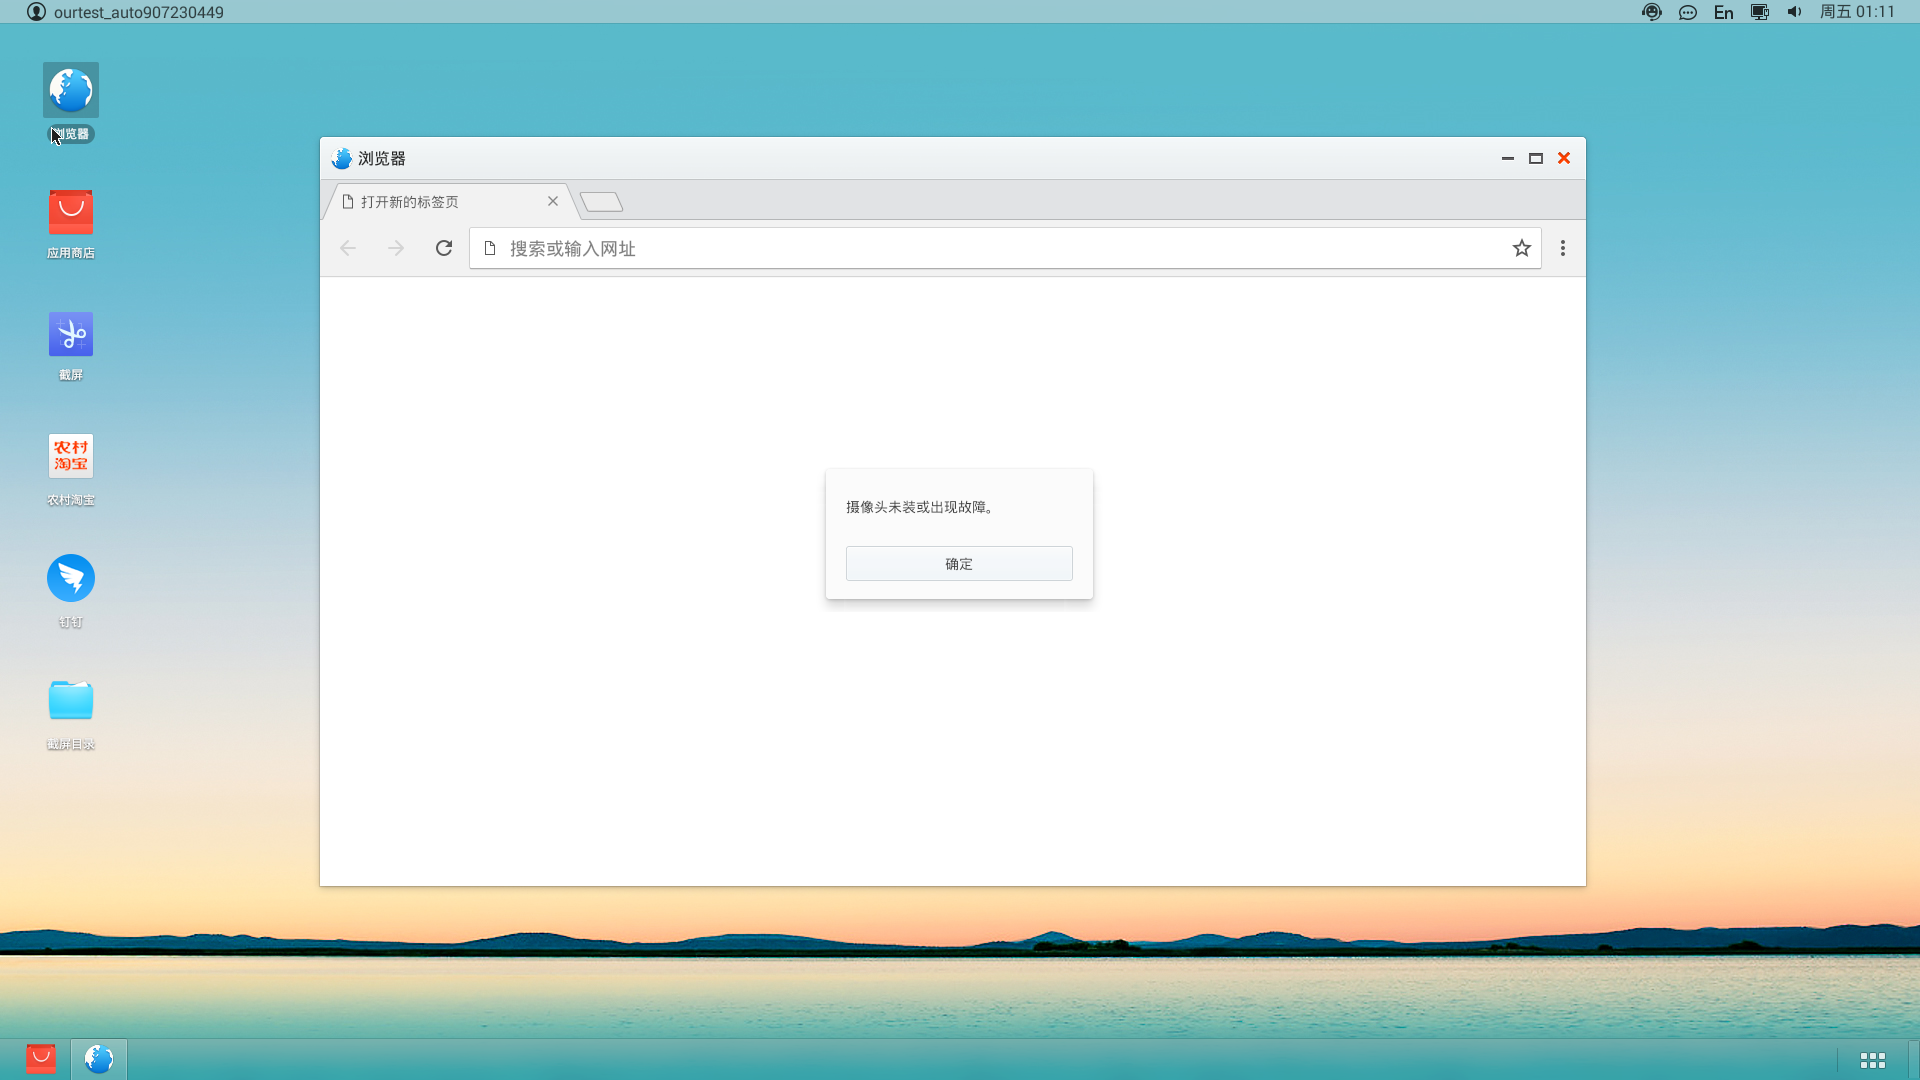 ourtest_auto907230449
En
周五 01:11
浏览器
应用商店
截屏
农村
淘宝
农村淘宝
钉钉
截屏目录
浏览器
打开新的标签页
搜索或输入网址
摄像头未装或出现故障。
确定